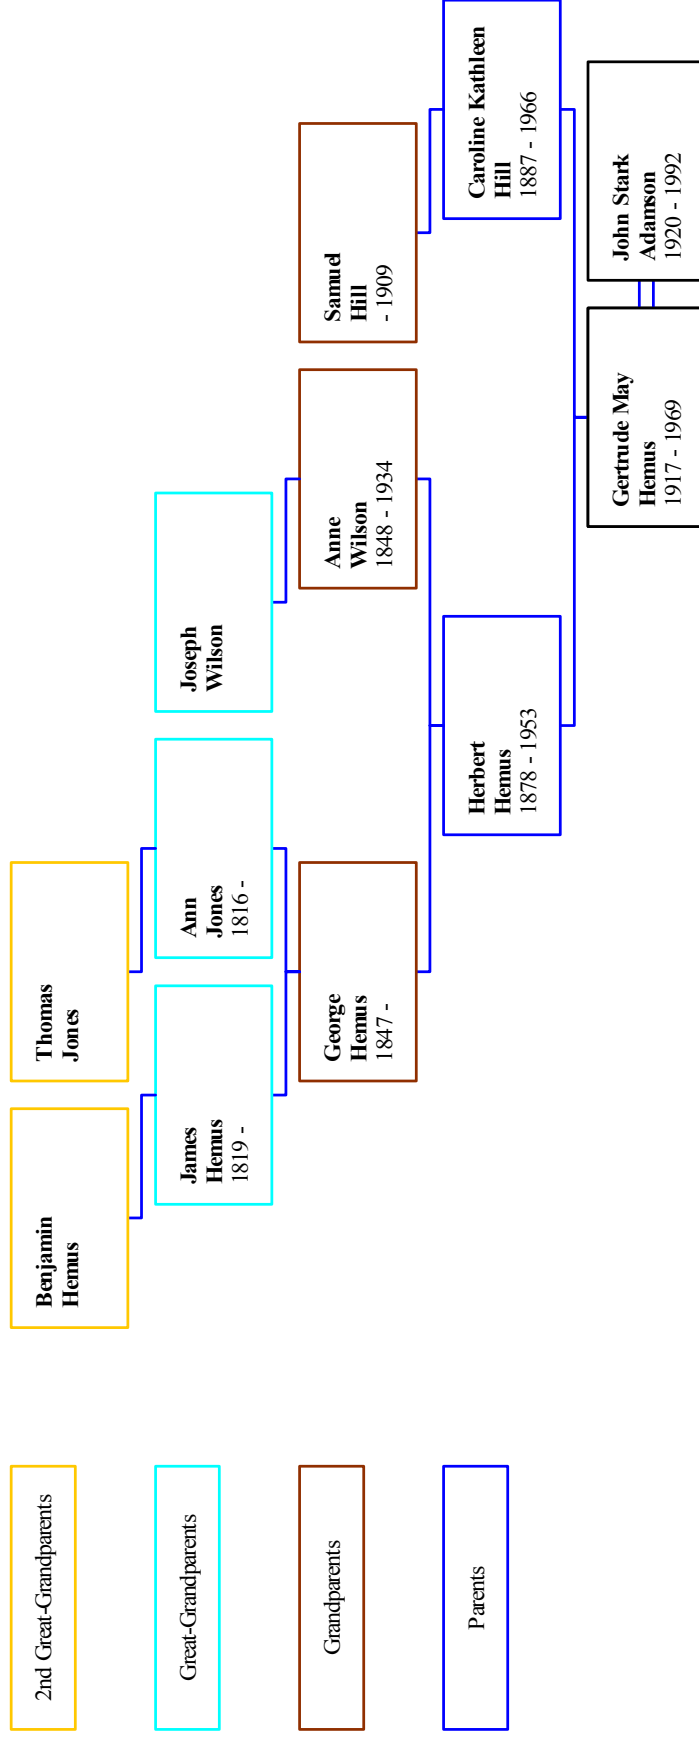 2nd Great-Grandparents
Benjamin
Hemus
Thomas
Jones
Great-Grandparents
James
Hemus
1819 -
Ann
Jones
1816 -
Joseph
Wilson
Grandparents
George
Hemus
1847 -
Anne
Wilson
1848 - 1934
Samuel
Hill
- 1909
Parents
Herbert
Hemus
1878 - 1953
Caroline Kathleen
Hill
1887 - 1966
Gertrude May
Hemus
1917 - 1969
John Stark
Adamson
1920 - 1992